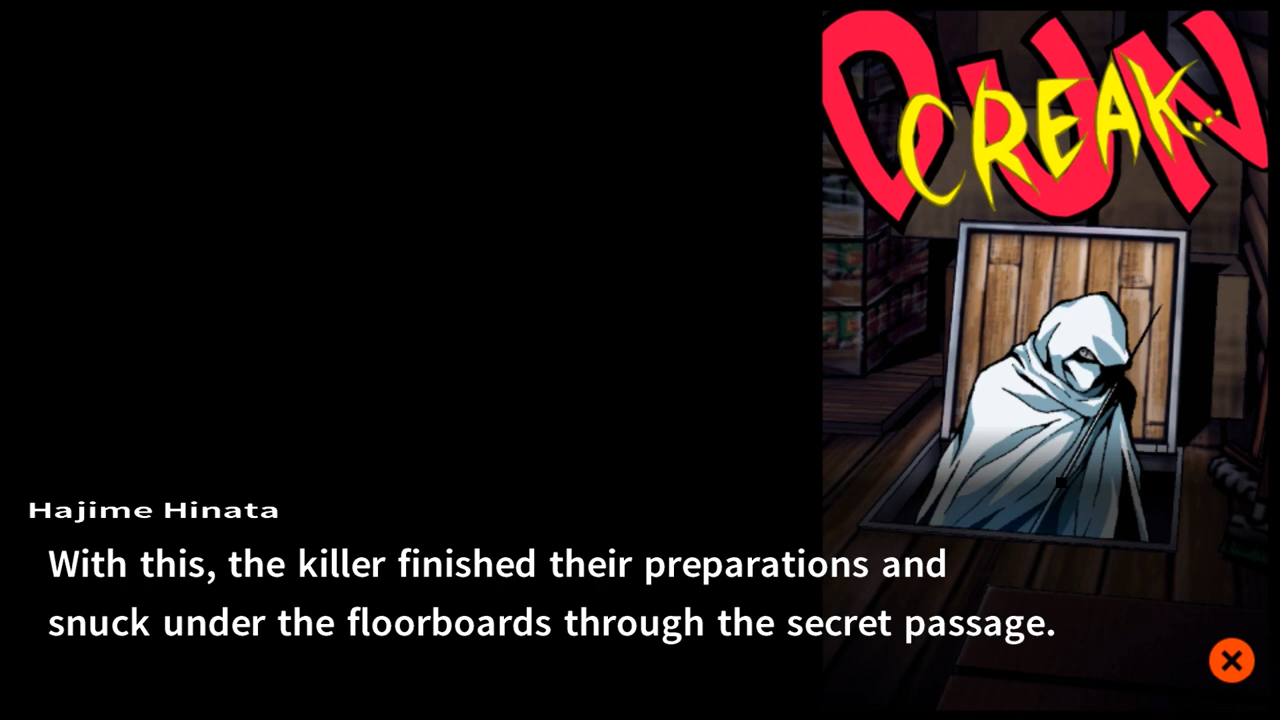 DUN
CREAK...
Hajime Hinata
With this, the killer finished their preparations and
snuck under the floorboards through the secret passage.